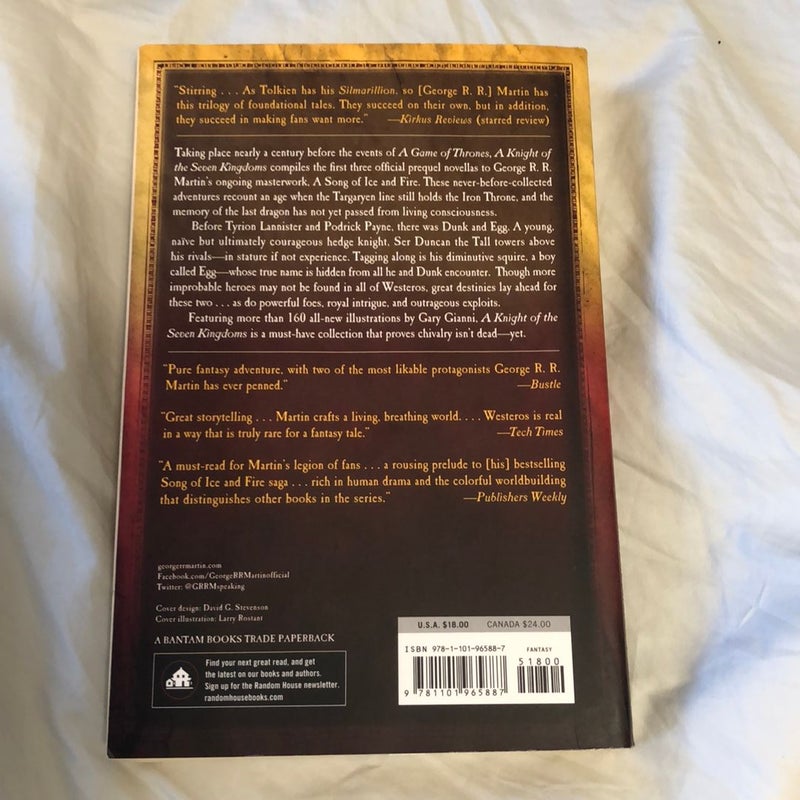 "Stirring . . . As Tolkien has his Silmarillion, so [George R. R.] Martin has
this trilogy of foundational tales. They succeed on their own, but in addition,
they succeed in making fans want more." —Kirkus Reviews (starred review)
Taking place nearly a century before the events of A Game of Thrones, A Knight of
the Seven Kingdoms compiles the first three official prequel novellas to George R. R.
Martin's ongoing masterwork, A Song of Ice and Fire. These never-before-collected
adventures recount an age when the Targaryen line still holds the Iron Throne, and the
memory of the last dragon has not yet passed from living consciousness.
Before Tyrion Lannister and Podrick Payne, there was Dunk and Egg. A young,
naïve but ultimately courageous hedge knight, Ser Duncan the Tall towers above
his rivals—in stature if not experience. Tagging along is his diminutive squire, a boy
called Egg—whose true name is hidden from all he and Dunk encounter. Though more
improbable heroes may not be found in all of Westeros, great destinies lay ahead for
these two . . . as do powerful foes, royal intrigue, and outrageous exploits.
Featuring more than 160 all-new illustrations by Gary Gianni, A Knight of the
Seven Kingdoms is a must-have collection that proves chivalry isn't dead—yet.
"Pure fantasy adventure, with two of the most likable protagonists George R. R.
Martin has ever penned." —Bustle
"Great storytelling . . . Martin crafts a living, breathing world. . . . Westeros is real
in a way that is truly rare for a fantasy tale." —Tech Times
"A must-read for Martin's legion of fans . . . a rousing prelude to [his] bestselling
Song of Ice and Fire saga . . . rich in human drama and the colorful worldbuilding
that distinguishes other books in the series." —Publishers Weekly
georgerrmartin.com
Facebook.com/GeorgeRRMartinofficial
Twitter: @GRRMspeaking
Cover design: David G. Stevenson
Cover illustration: Larry Rostant
A BANTAM BOOKS TRADE PAPERBACK
Find your next great read, and get
the latest on our books and authors.
Sign up for the Random House newsletter.
randomhousebooks.com
U.S.A. $18.00 CANADA $24.00
ISBN 978-1-101-96588-7 FANTASY
51800
9 781101 965887